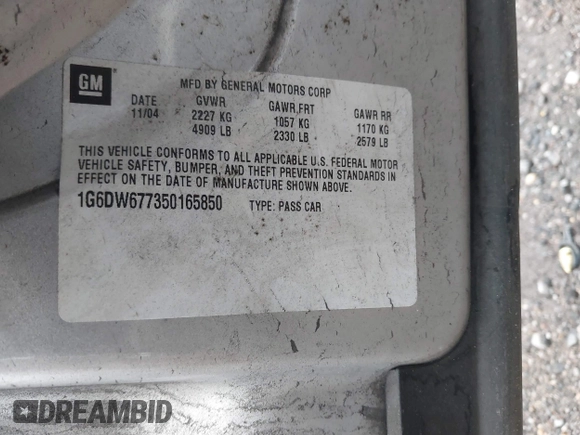 GM
MFD BY GENERAL MOTORS CORP
DATE GVWR GAWR FRT GAWR RR
11/04 2227 KG 1057 KG 1170 KG
4909 LB 2330 LB 2579 LB
THIS VEHICLE CONFORMS TO ALL APPLICABLE U.S. FEDERAL MOTOR
VEHICLE SAFETY, BUMPER, AND THEFT PREVENTION STANDARDS IN
EFFECT ON THE DATE OF MANUFACTURE SHOWN ABOVE.
1G6DW677350165850 TYPE: PASS CAR
DREAMBID